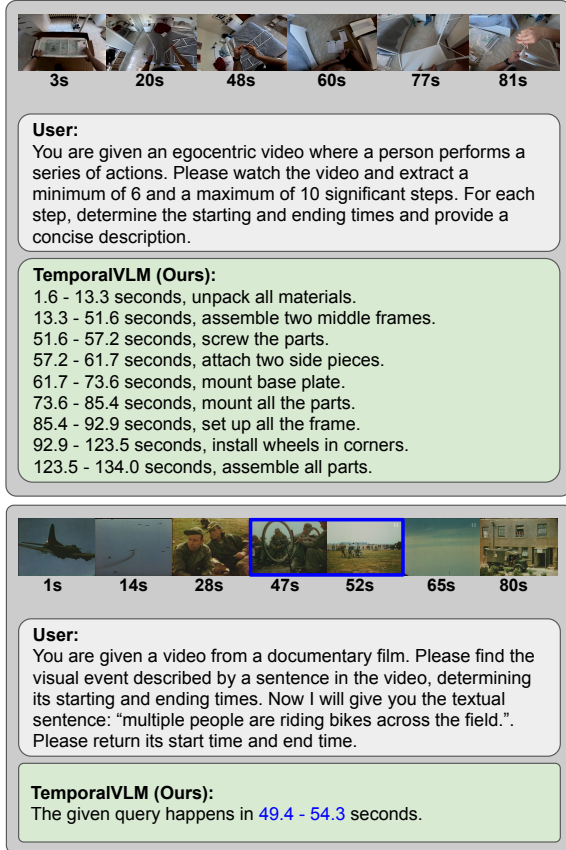 3s 20s 48s 60s 77s 81s
User:
You are given an egocentric video where a person performs a
series of actions. Please watch the video and extract a
minimum of 6 and a maximum of 10 significant steps. For each
step, determine the starting and ending times and provide a
concise description.
TemporalVLM (Ours):
1.6 - 13.3 seconds, unpack all materials.
13.3 - 51.6 seconds, assemble two middle frames.
51.6 - 57.2 seconds, screw the parts.
57.2 - 61.7 seconds, attach two side pieces.
61.7 - 73.6 seconds, mount base plate.
73.6 - 85.4 seconds, mount all the parts.
85.4 - 92.9 seconds, set up all the frame.
92.9 - 123.5 seconds, install wheels in corners.
123.5 - 134.0 seconds, assemble all parts.
1s 14s 28s 47s 52s 65s 80s
User:
You are given a video from a documentary film. Please find the
visual event described by a sentence in the video, determining
its starting and ending times. Now I will give you the textual
sentence: “multiple people are riding bikes across the field.”.
Please return its start time and end time.
TemporalVLM (Ours):
The given query happens in 49.4 - 54.3 seconds.